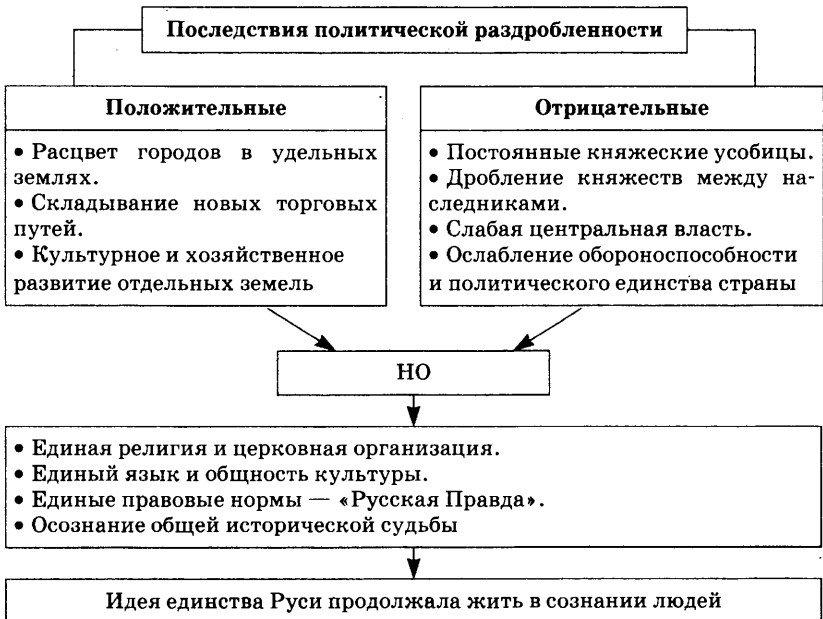 Последствия политической раздробленности
Положительные
• Расцвет городов в удельных
землях.
• Складывание новых торговых
путей.
• Культурное и хозяйственное
развитие отдельных земель
Отрицательные
• Постоянные княжеские усобицы.
• Дробление княжеств между на-
следниками.
• Слабая центральная власть.
• Ослабление обороноспособности
и политического единства страны
НО
• Единая религия и церковная организация.
• Единый язык и общность культуры.
• Единые правовые нормы — «Русская Правда».
• Осознание общей исторической судьбы
Идея единства Руси продолжала жить в сознании людей